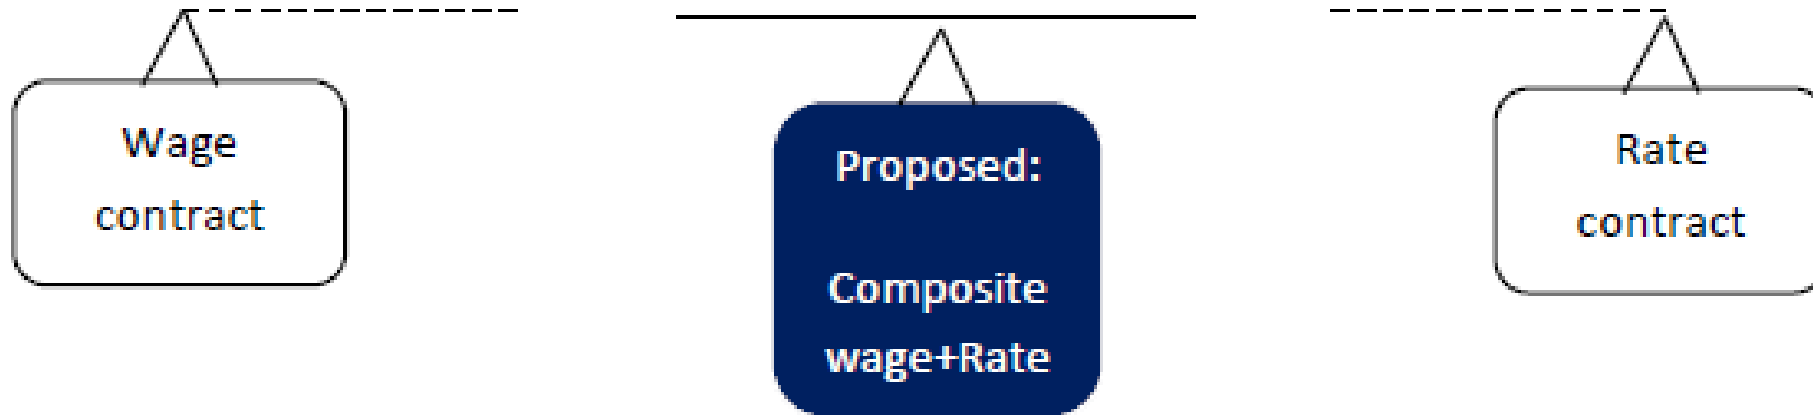 Wage
contract
Proposed:
Composite
wage+Rate
Rate
contract